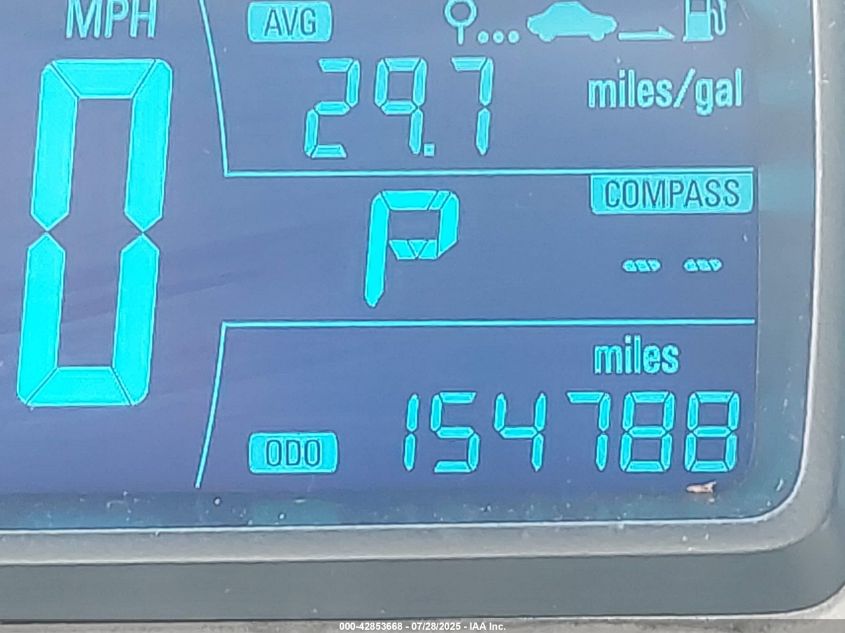 MPH
AVG
29.7 miles/gal
COMPASS
0
P
-- --
miles
ODO 154788
000-42853668 - 07/28/2025 - IAA Inc.